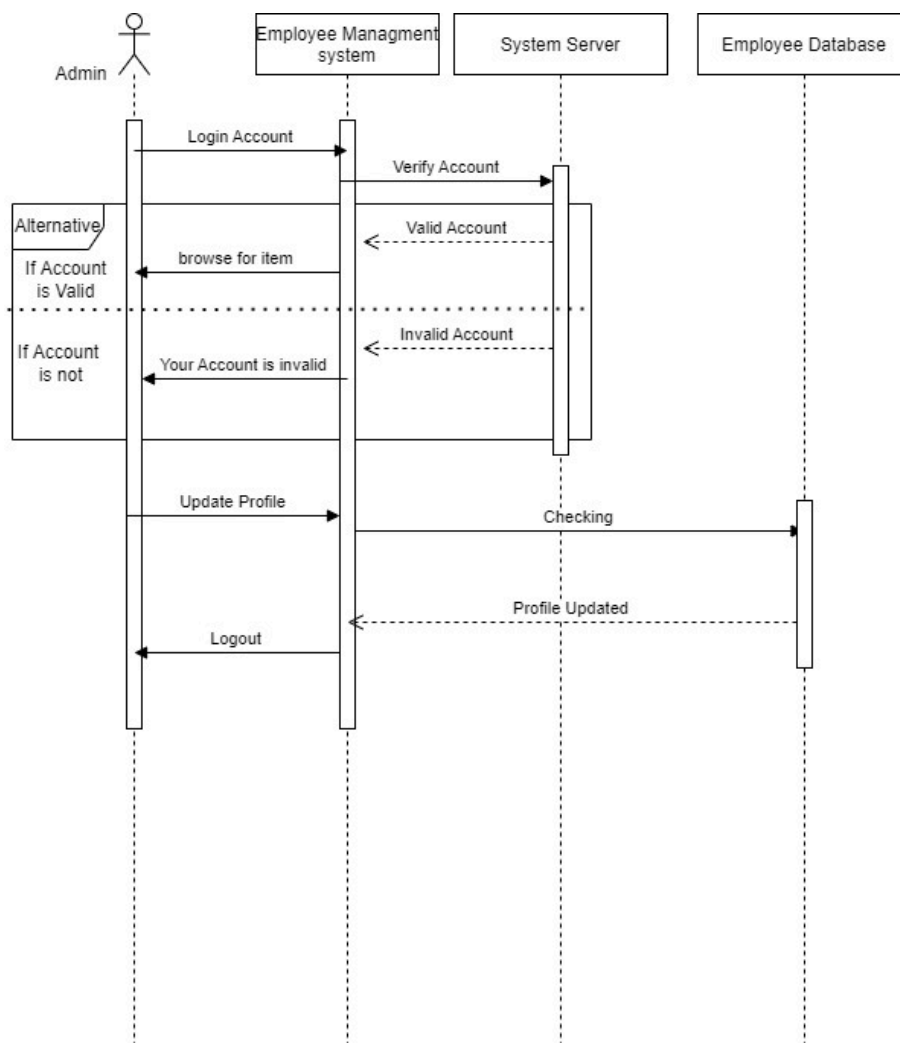 Admin
Employee Managment
system
System Server
Employee Database
Login Account
Verify Account
Alternative
Valid Account
browse for item
If Account
is Valid
Invalid Account
If Account
is not
Your Account is invalid
Update Profile
Checking
Profile Updated
Logout